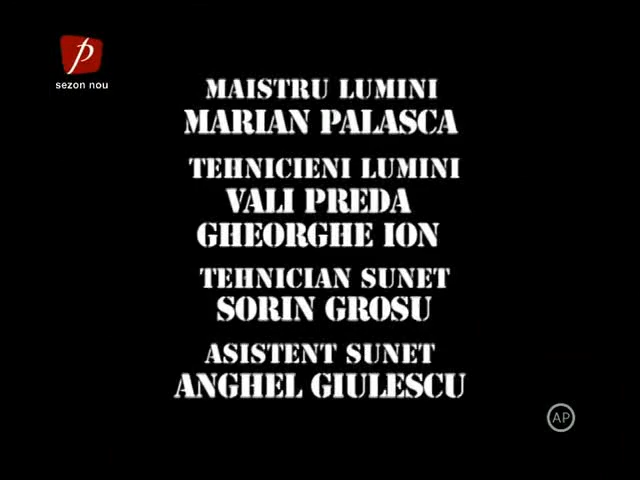 p
sezon nou
MAISTRU LUMINI
MARIAN PALASCA
TEHNICIENI LUMINI
VALI PREDA
GHEORGHE ION
TEHNICIAN SUNET
SORIN GROSU
ASISTENT SUNET
ANGHEL GIULESCU
AP